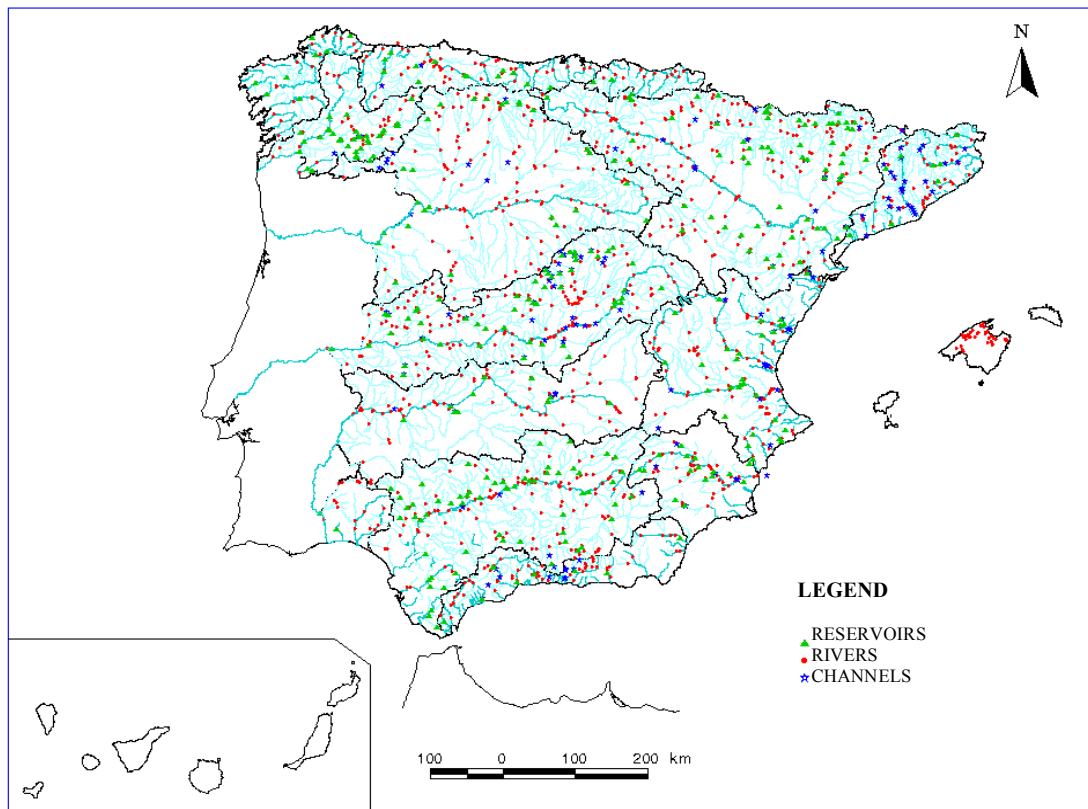 N
LEGEND
RESERVOIRS
RIVERS
CHANNELS
100 0 100 200 km